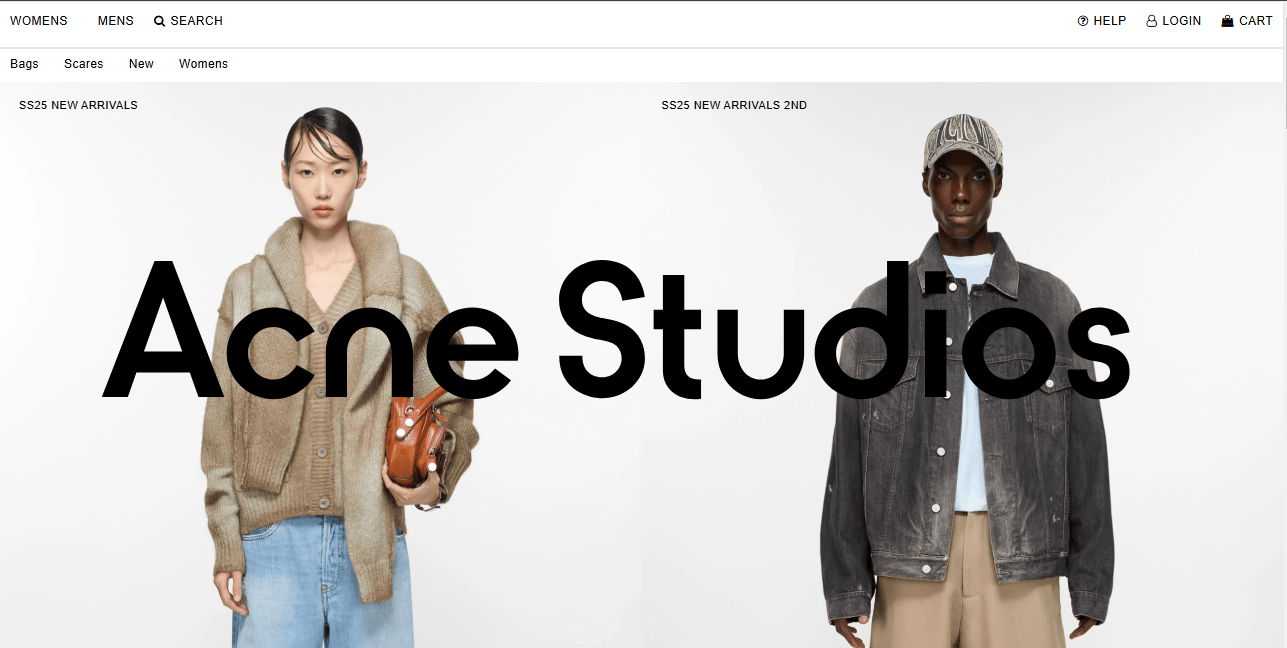 WOMENS MENS SEARCH HELP LOGIN CART
Bags Scares New Womens
SS25 NEW ARRIVALS SS25 NEW ARRIVALS 2ND
Acne Studios